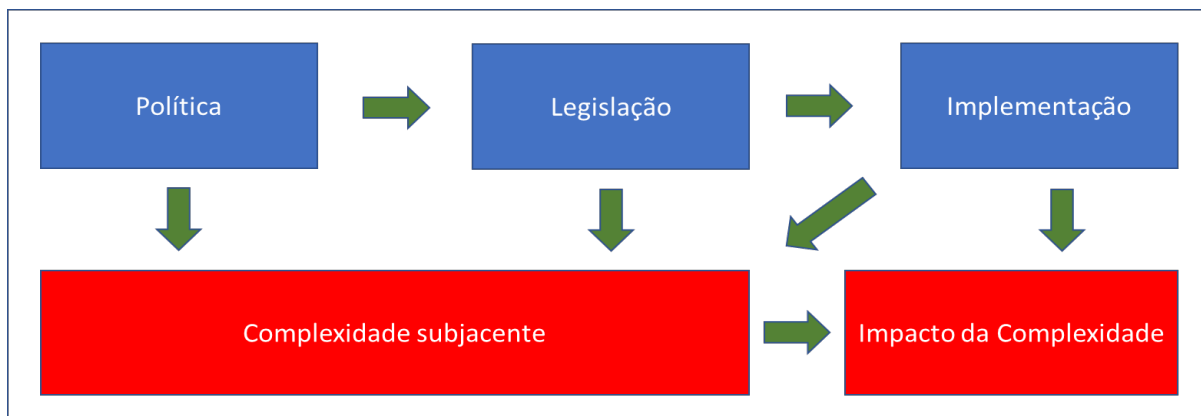 Política
Legislação
Implementação
Complexidade subjacente
Impacto da Complexidade